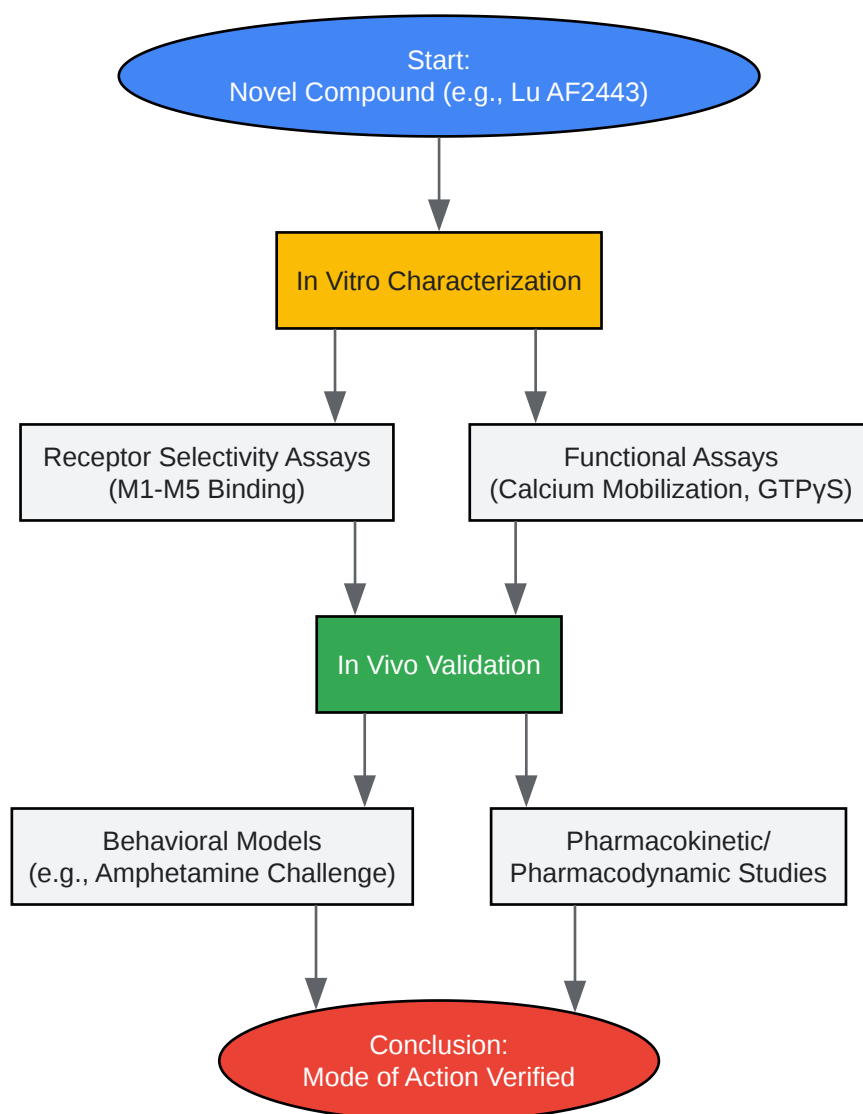 Start:
Novel Compound (e.g., Lu AF2443)
In Vitro Characterization
Receptor Selectivity Assays
(M1-M5 Binding)
Functional Assays
(Calcium Mobilization, GTPγS)
In Vivo Validation
Behavioral Models
(e.g., Amphetamine Challenge)
Pharmacokinetic/
Pharmacodynamic Studies
Conclusion:
Mode of Action Verified